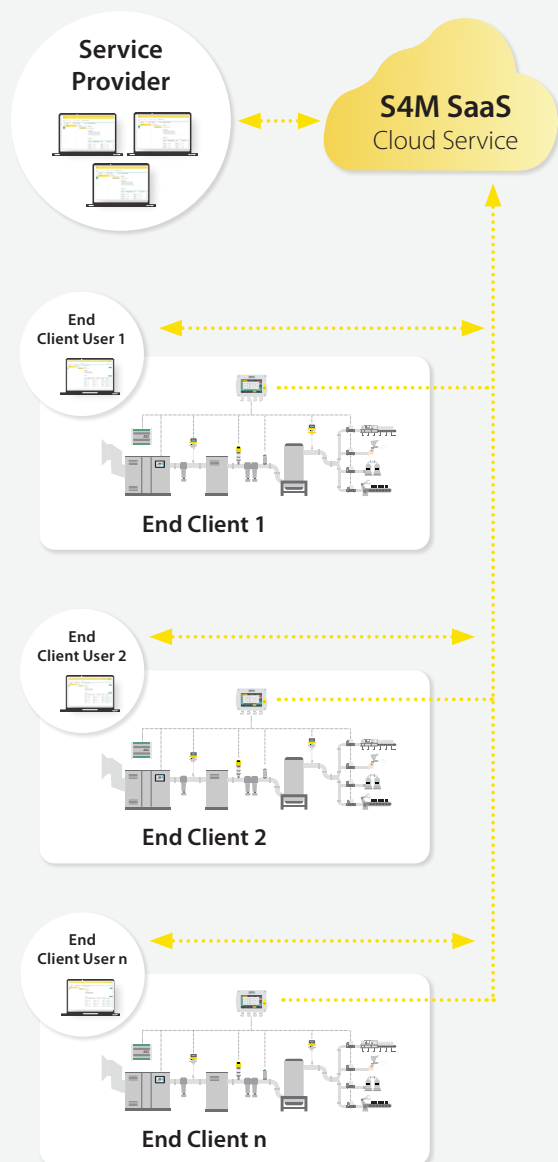 Service
Provider
S4M SaaS
Cloud Service
End
Client User 1
End Client 1
End
Client User 2
End Client 2
End
Client User n
End Client n